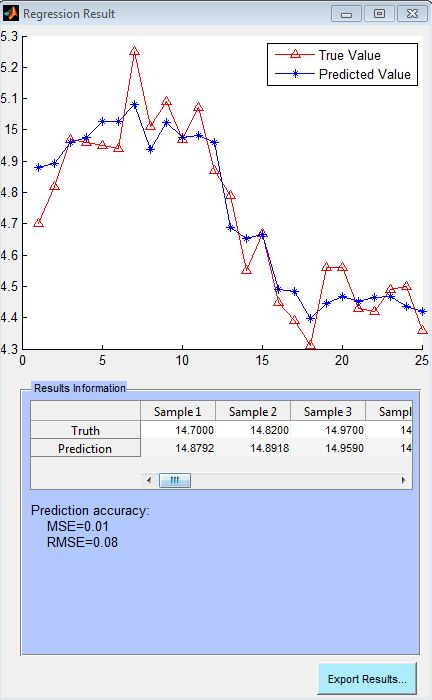 Regression Result
5.3
5.2
5.1
15
4.9
4.8
4.7
4.6
4.5
4.4
4.3
True Value
Predicted Value
0 5 10 15 20 25
Results Information
Sample 1 Sample 2 Sample 3 Sampl
Truth 14.7000 14.8200 14.9700 14
Prediction 14.8792 14.8918 14.9590 14
Prediction accuracy:
MSE=0.01
RMSE=0.08
Export Results...